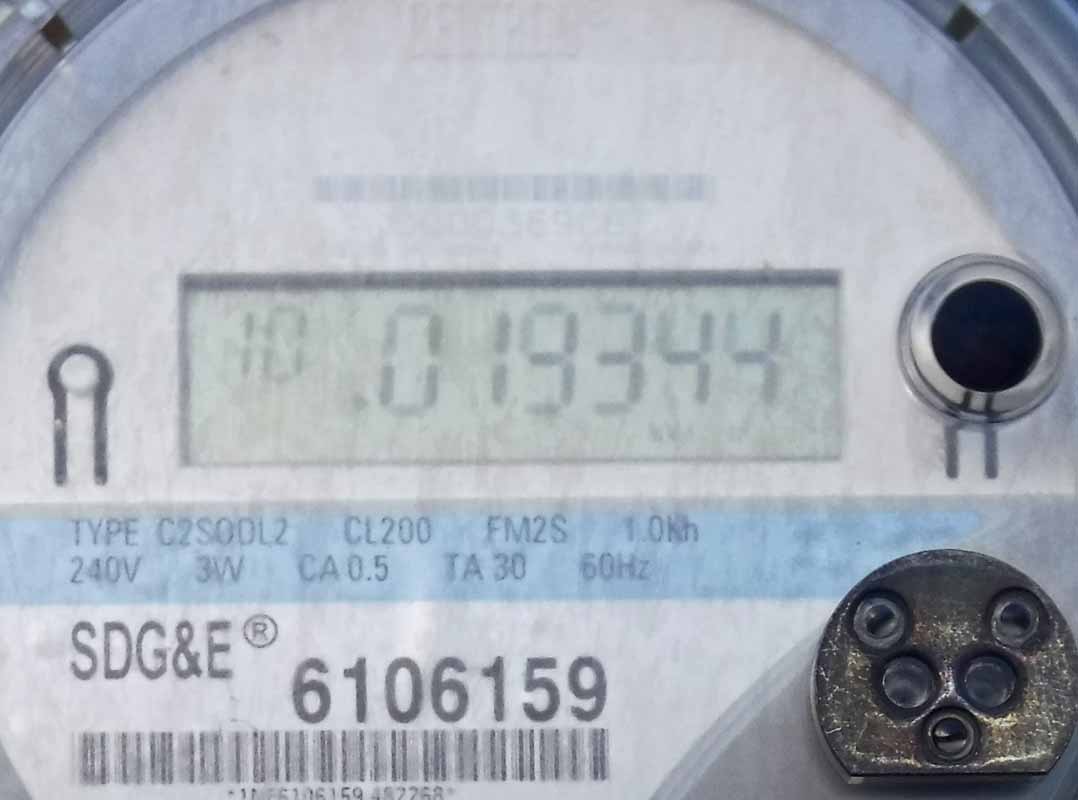 10 .019344
TYPE C2SODL2 CL200 FM2S 1.0Kh
240V 3W CA 0.5 TA 30 60Hz
SDG&E®
6106159